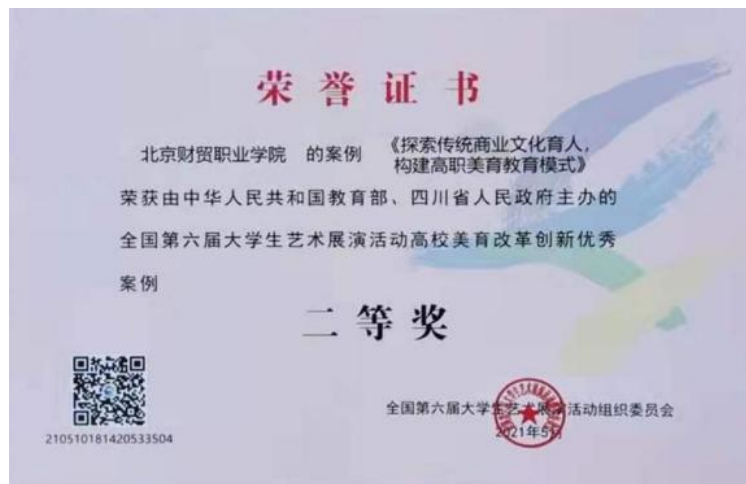 荣誉证书
北京财贸职业学院 的案例 《探索传统商业文化育人，
构建高职美育教育模式》
荣获由中华人民共和国教育部、四川省人民政府主办的
全国第六届大学生艺术展演活动高校美育改革创新优秀
案例
二等奖
全国第六届大学生艺术展演活动组织委员会
2021年5月
210510181420533504